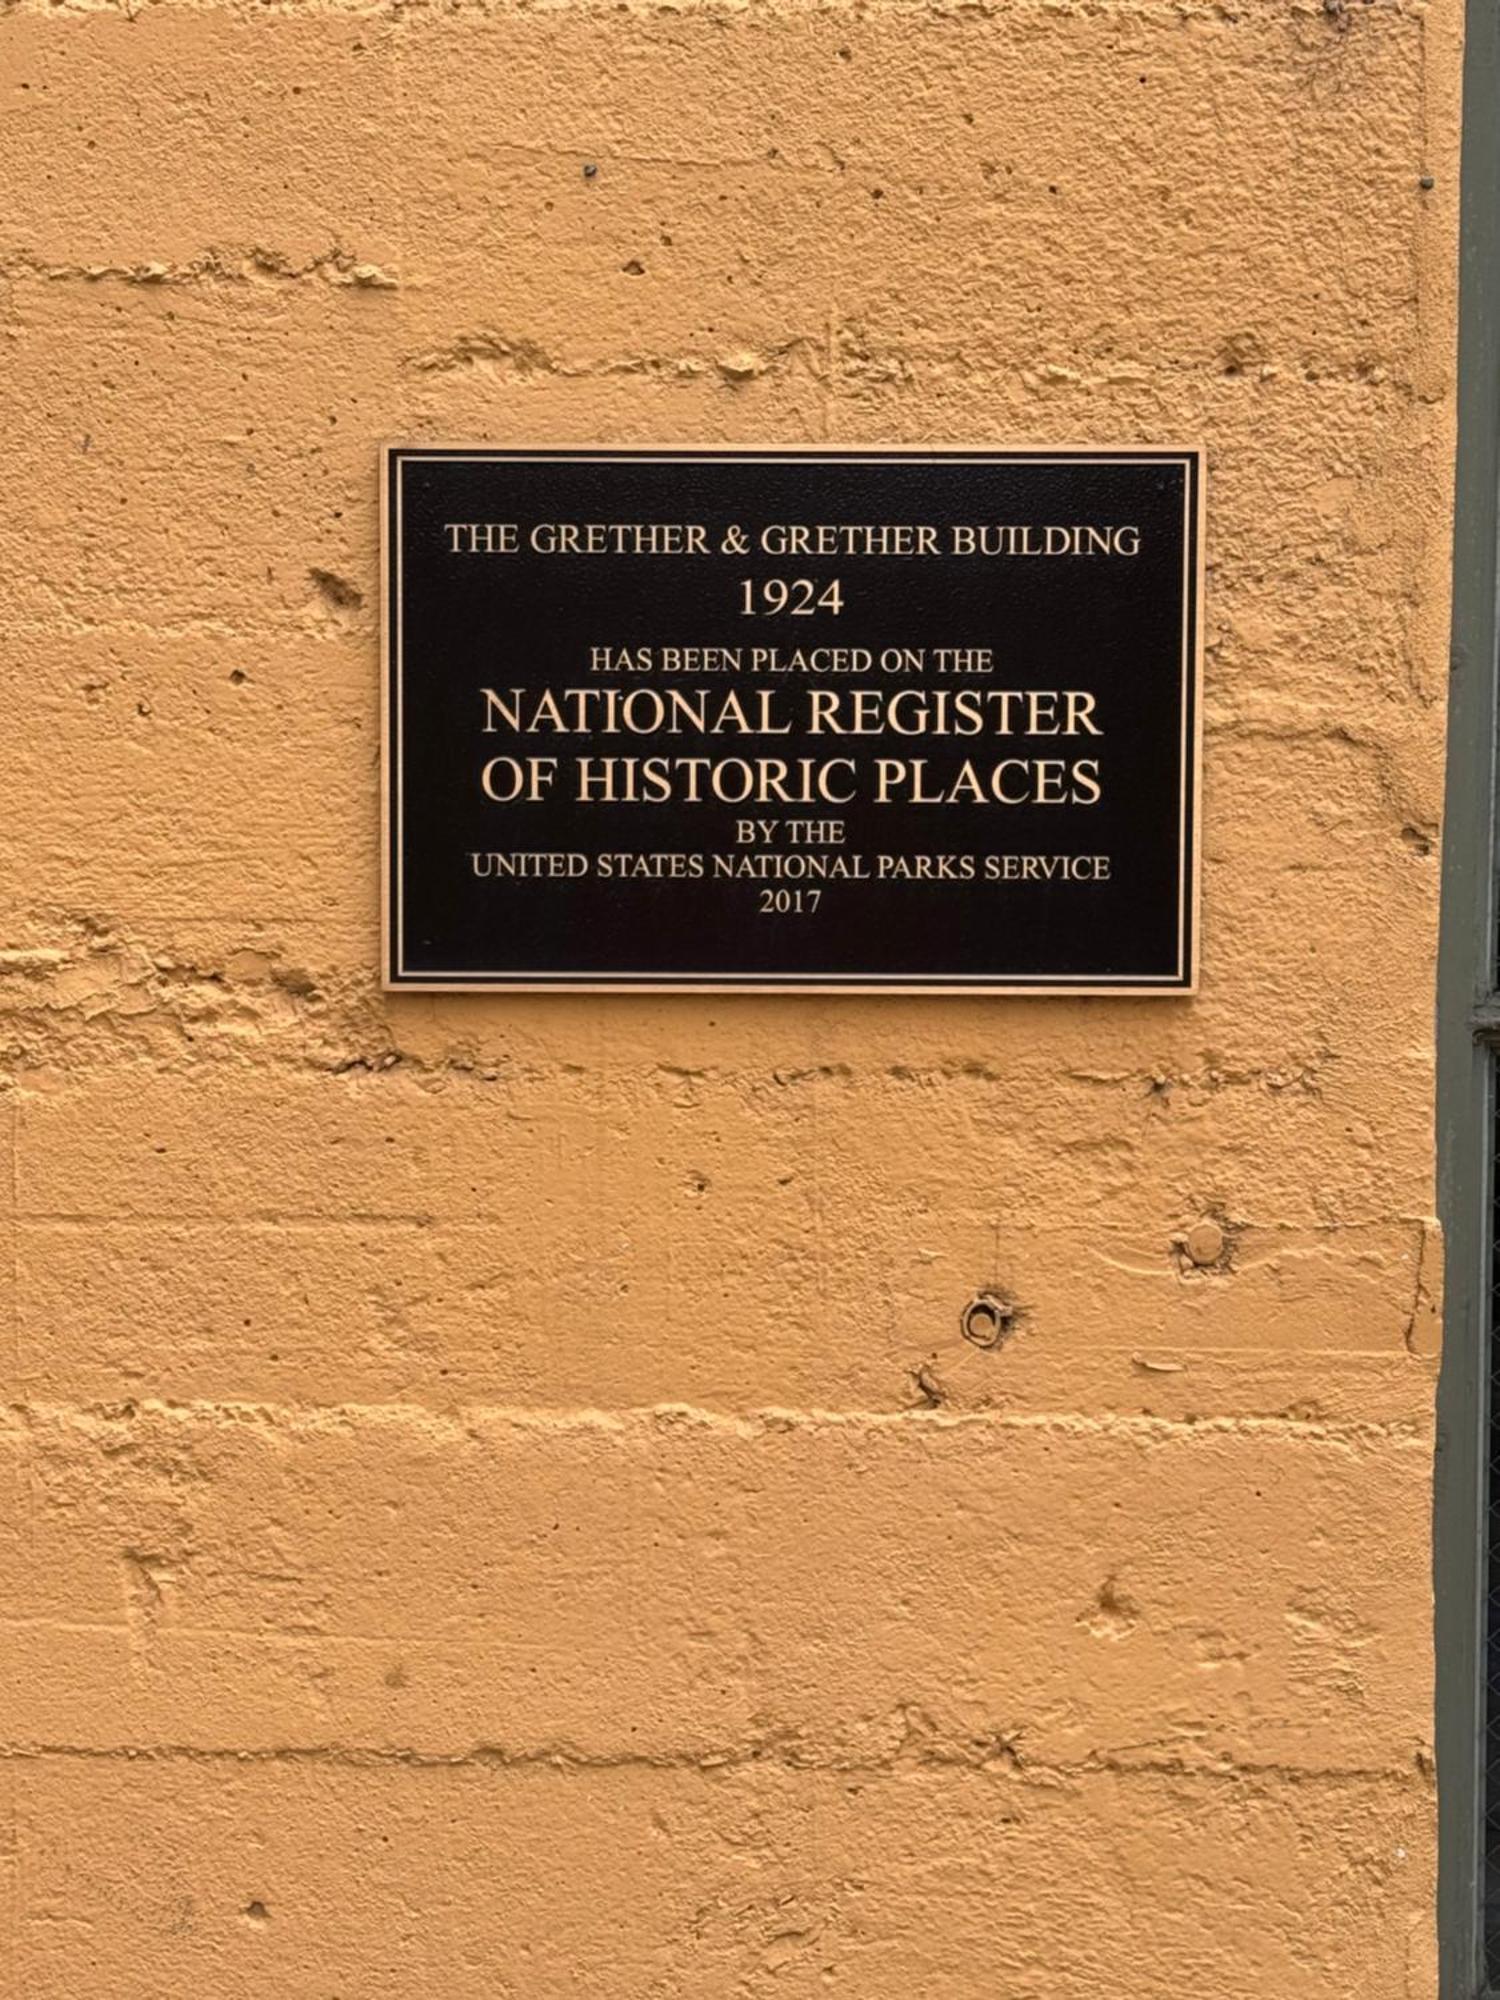 THE GRETHER & GRETHER BUILDING
1924
HAS BEEN PLACED ON THE
NATIONAL REGISTER
OF HISTORIC PLACES
BY THE
UNITED STATES NATIONAL PARKS SERVICE
2017